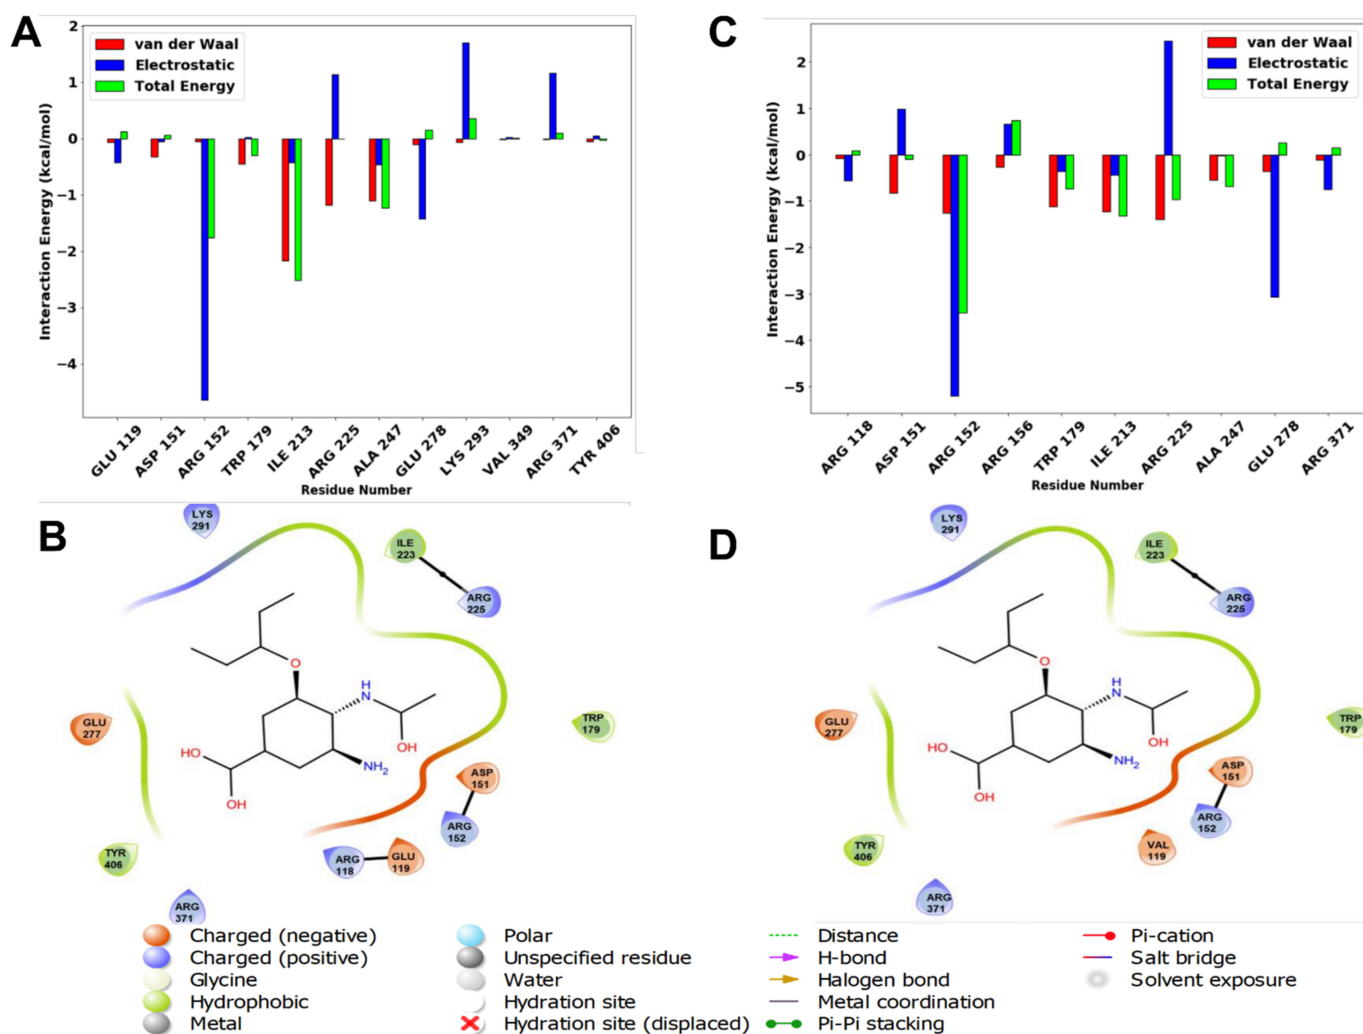 A
van der Waal
Electrostatic
Total Energy
Interaction Energy (kcal/mol)
2
1
0
−1
−2
−3
−4
GLU 119
ASP 151
ARG 152
TRP 179
ILE 213
ARG 225
ALA 247
GLU 278
LYS 293
VAL 349
ARG 371
TYR 406
Residue Number
C
van der Waal
Electrostatic
Total Energy
Interaction Energy (kcal/mol)
2
1
0
−1
−2
−3
−4
−5
ARG 118
ASP 151
ARG 152
ARG 156
TRP 179
ILE 213
ARG 225
ALA 247
GLU 278
ARG 371
Residue Number
B
LYS
291
ILE
223
ARG
225
O
H
N
GLU
277
TRP
179
HO
OH
NH₂
OH
ASP
151
ARG
152
TYR
406
ARG
118
GLU
119
ARG
371
D
LYS
291
ILE
223
ARG
225
O
H
N
GLU
277
TRP
179
HO
OH
NH₂
OH
ASP
151
ARG
152
TYR
406
VAL
119
ARG
371
Charged (negative)
Charged (positive)
Glycine
Hydrophobic
Metal
Polar
Unspecified residue
Water
Hydration site
Hydration site (displaced)
Distance
H-bond
Halogen bond
Metal coordination
Pi-Pi stacking
Pi-cation
Salt bridge
Solvent exposure